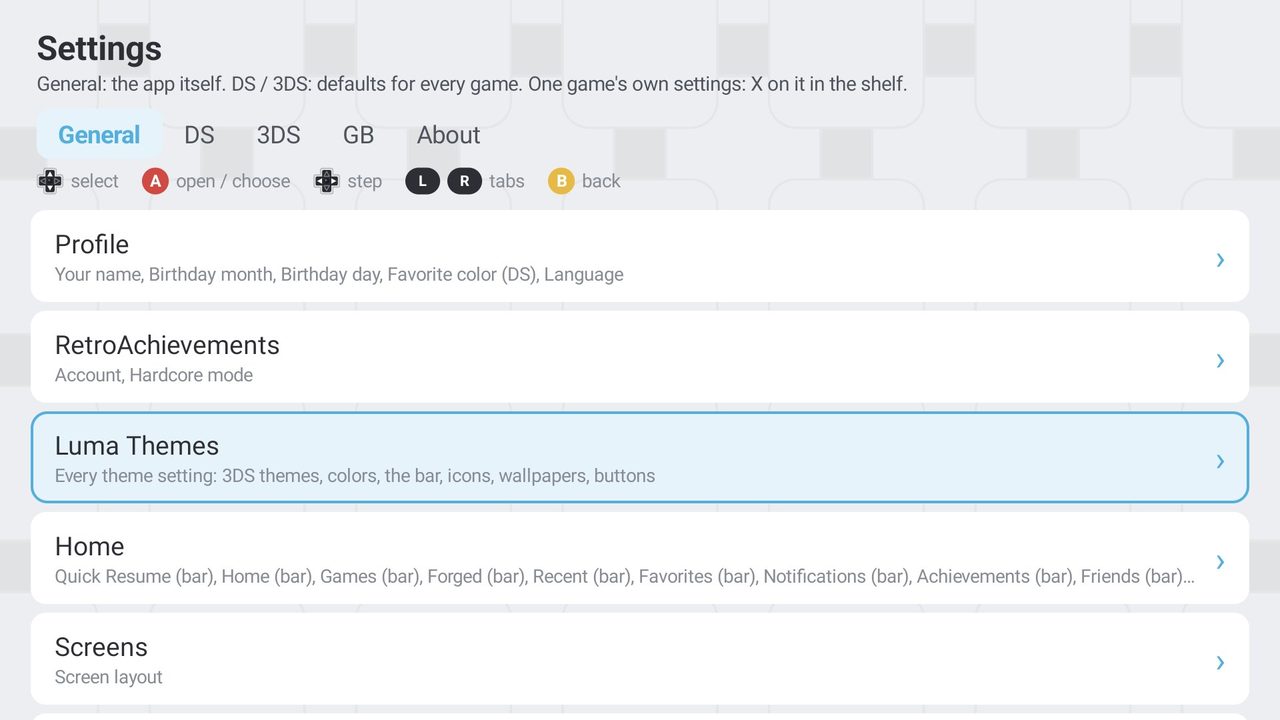 Settings
General: the app itself. DS / 3DS: defaults for every game. One game's own settings: X on it in the shelf.
General DS 3DS GB About
select A open / choose step L R tabs B back
Profile
Your name, Birthday month, Birthday day, Favorite color (DS), Language
RetroAchievements
Account, Hardcore mode
Luma Themes
Every theme setting: 3DS themes, colors, the bar, icons, wallpapers, buttons
Home
Quick Resume (bar), Home (bar), Games (bar), Forged (bar), Recent (bar), Favorites (bar), Notifications (bar), Achievements (bar), Friends (bar)...
Screens
Screen layout